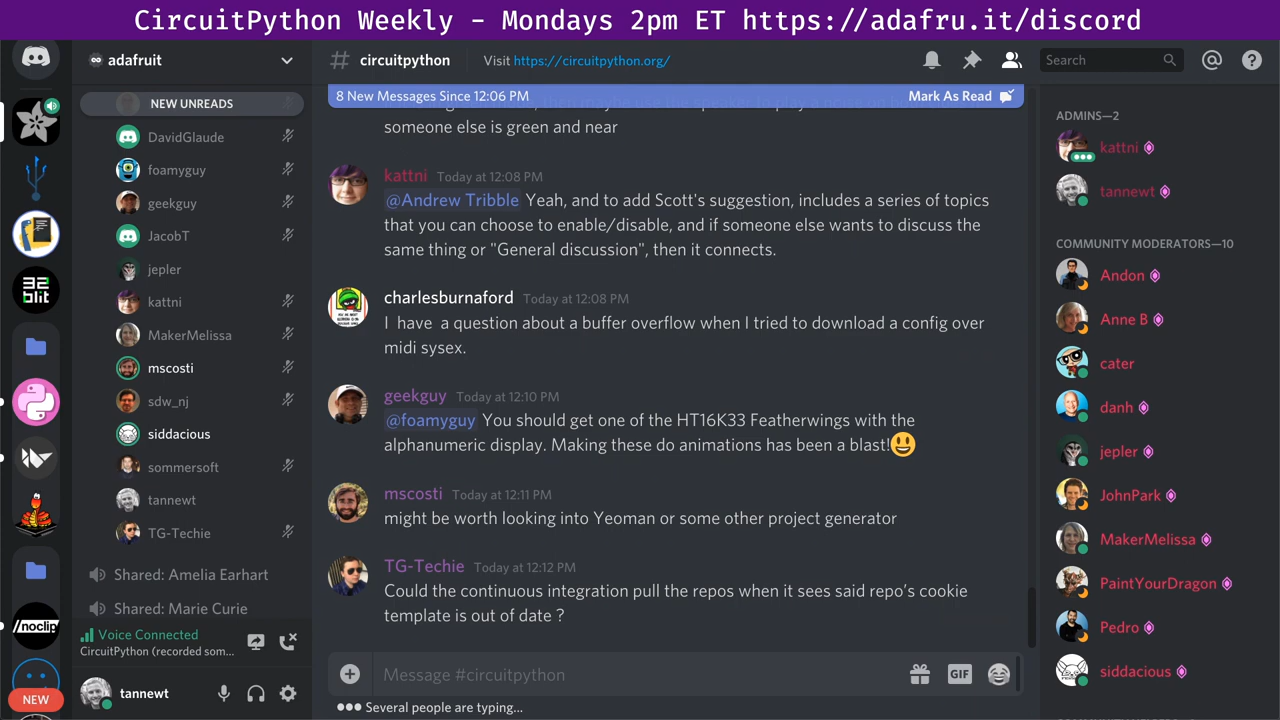 CircuitPython Weekly - Mondays 2pm ET https://adafru.it/discord
adafruit
NEW UNREADS
DavidGlaude
foamyguy
geekguy
JacobT
jepler
kattni
MakerMelissa
mscosti
sdw_nj
siddacious
sommersoft
tannewt
TG-Techie
Shared: Amelia Earhart
Shared: Marie Curie
Voice Connected
CircuitPython (recorded som...
tannewt
32
blit
/noclip
NEW
# circuitpython
Visit https://circuitpython.org/
Search
8 New Messages Since 12:06 PM
Mark As Read
someone else is green and near
kattni Today at 12:08 PM
@Andrew Tribble Yeah, and to add Scott's suggestion, includes a series of topics
that you can choose to enable/disable, and if someone else wants to discuss the
same thing or "General discussion", then it connects.
charlesburnaford Today at 12:08 PM
I have a question about a buffer overflow when I tried to download a config over
midi sysex.
geekguy Today at 12:10 PM
@foamyguy You should get one of the HT16K33 Featherwings with the
alphanumeric display. Making these do animations has been a blast!
mscosti Today at 12:11 PM
might be worth looking into Yeoman or some other project generator
TG-Techie Today at 12:12 PM
Could the continuous integration pull the repos when it sees said repo's cookie
template is out of date ?
Message #circuitpython
GIF
Several people are typing...
ADMINS—2
kattni
tannewt
COMMUNITY MODERATORS—10
Andon
Anne B
cater
danh
jepler
JohnPark
MakerMelissa
PaintYourDragon
Pedro
siddacious